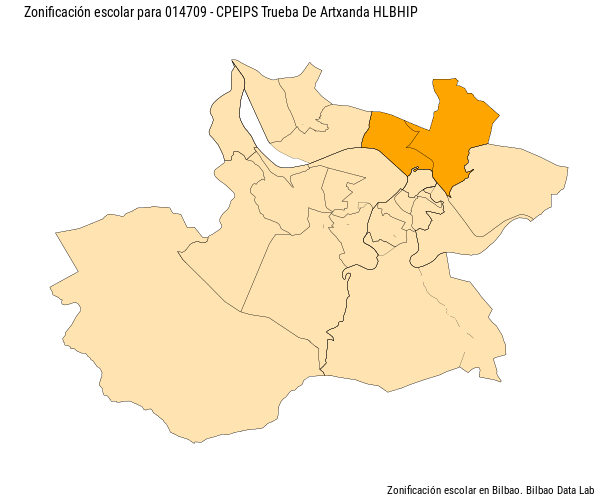 Zonificación escolar para 014709 - CPEIPS Trueba De Artxanda HLBHIP
Zonificación escolar en Bilbao. Bilbao Data Lab